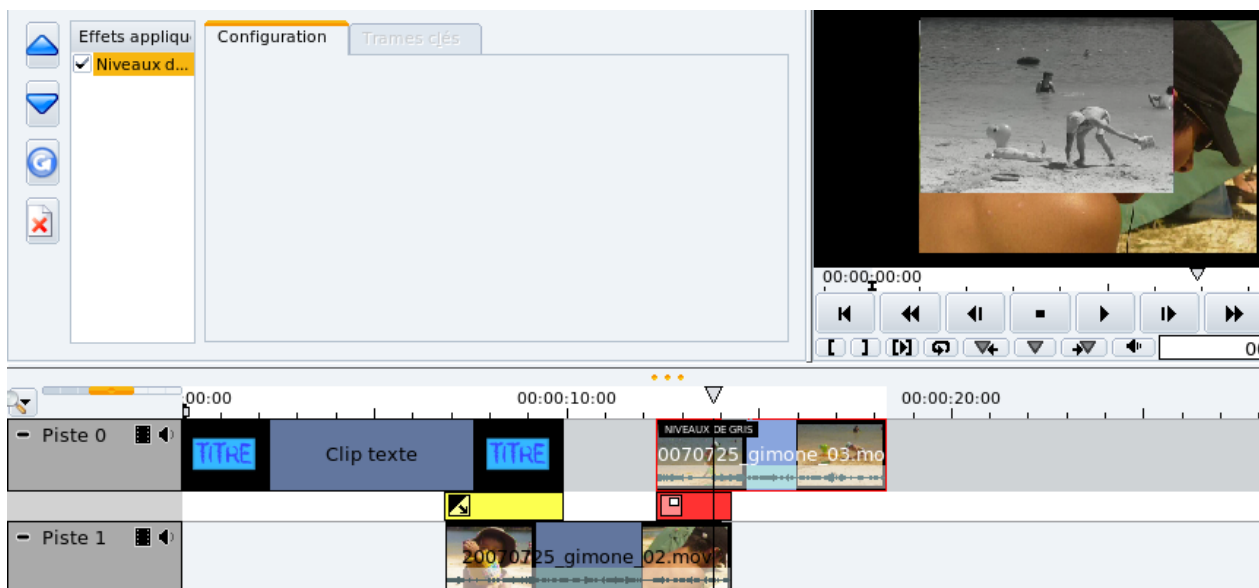 Effets appliqu
Configuration
Trames clés
Niveaux d...
00:00:00:00
:00:00
00:00:10:00
00:00:20:00
Piste 0
TITRE
Clip texte
TITRE
NIVEAUX DE GRIS
0070725_gimone_03.mo
Piste 1
20070725_gimone_02.mov